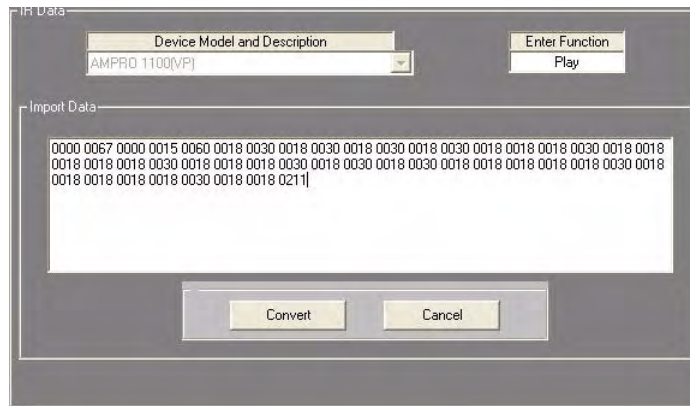 IR Data
Device Model and Description
Enter Function
AMPRO 1100(VP)
Play
Import Data
0000 0067 0000 0015 0060 0018 0030 0018 0030 0018 0030 0018 0030 0018 0018 0018 0030 0018 0018
0018 0018 0018 0030 0018 0018 0018 0030 0018 0030 0018 0030 0018 0018 0018 0018 0018 0030 0018
0018 0018 0018 0018 0030 0018 0018 0211
Convert
Cancel